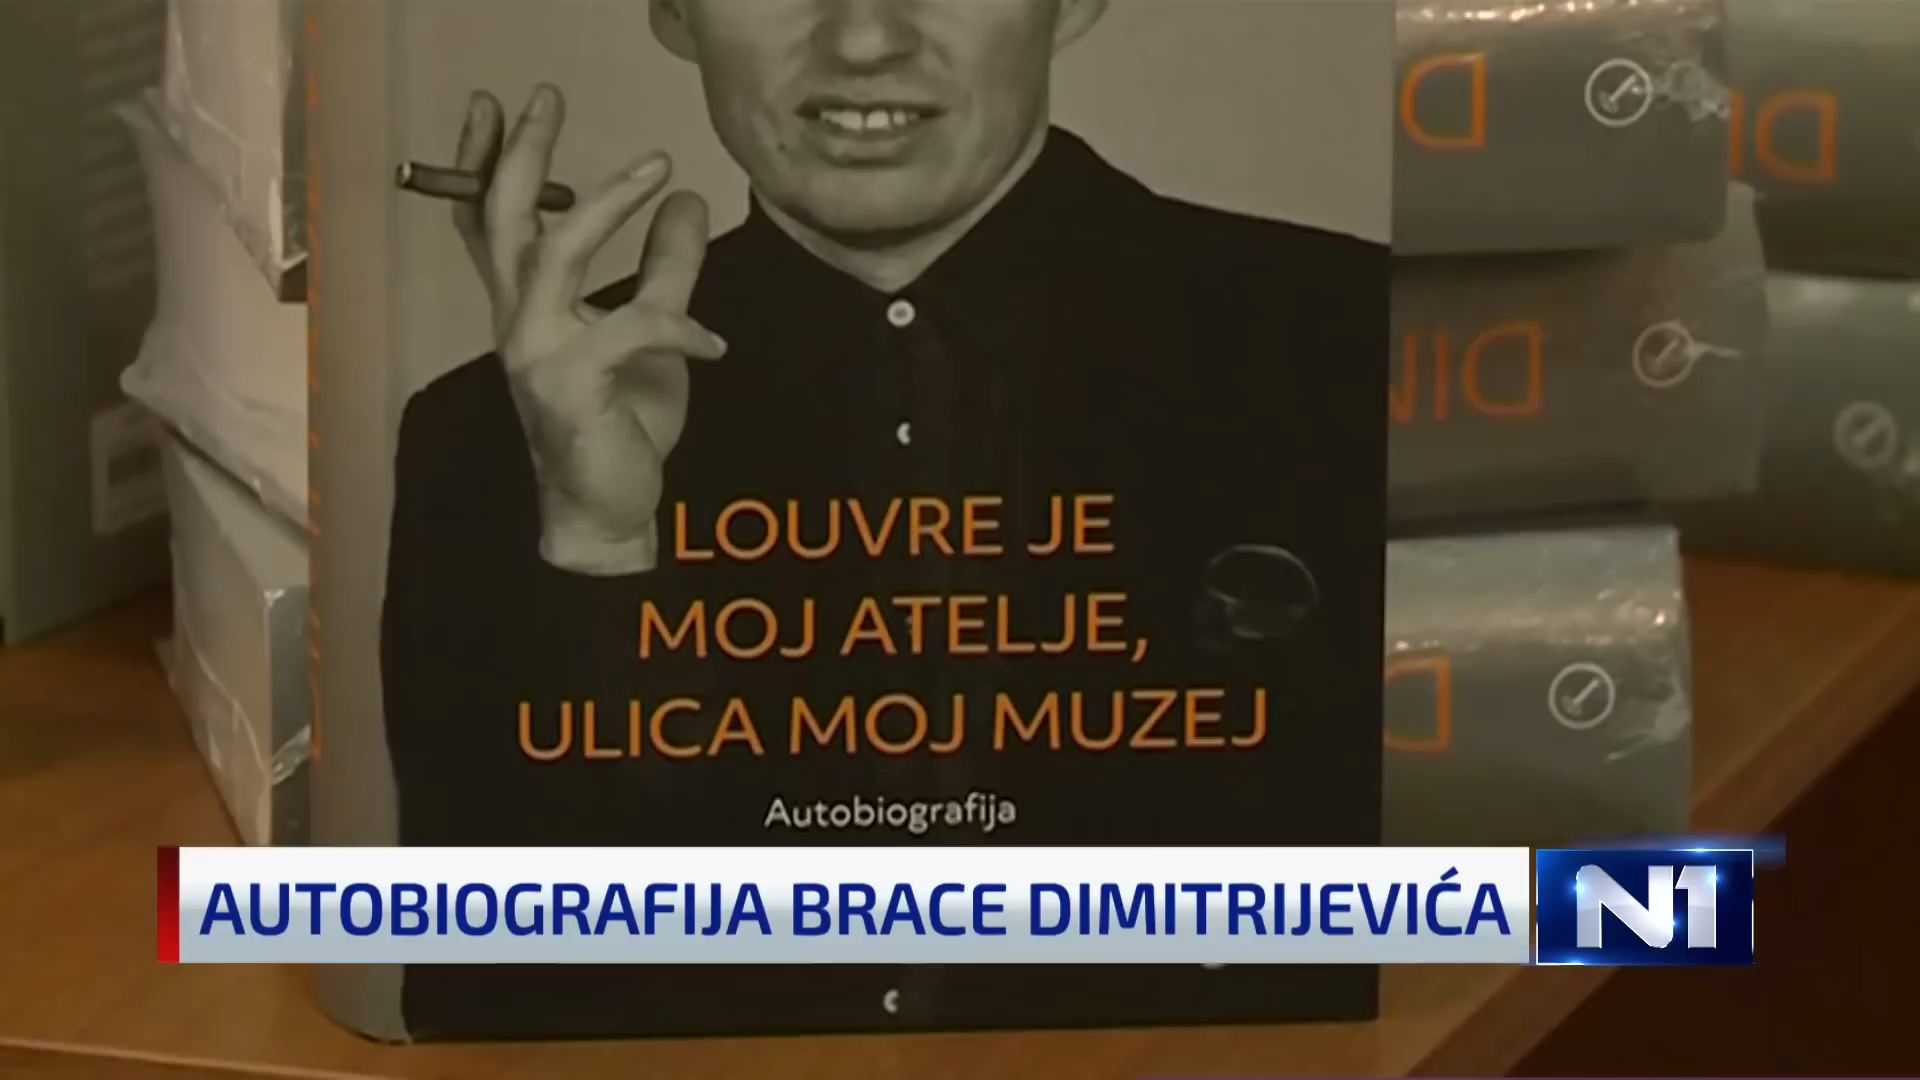 LOUVRE JE
MOJ ATELJE,
ULICA MOJ MUZEJ
Autobiografija
AUTOBIOGRAFIJA BRACE DIMITRIJEVIĆA
N1